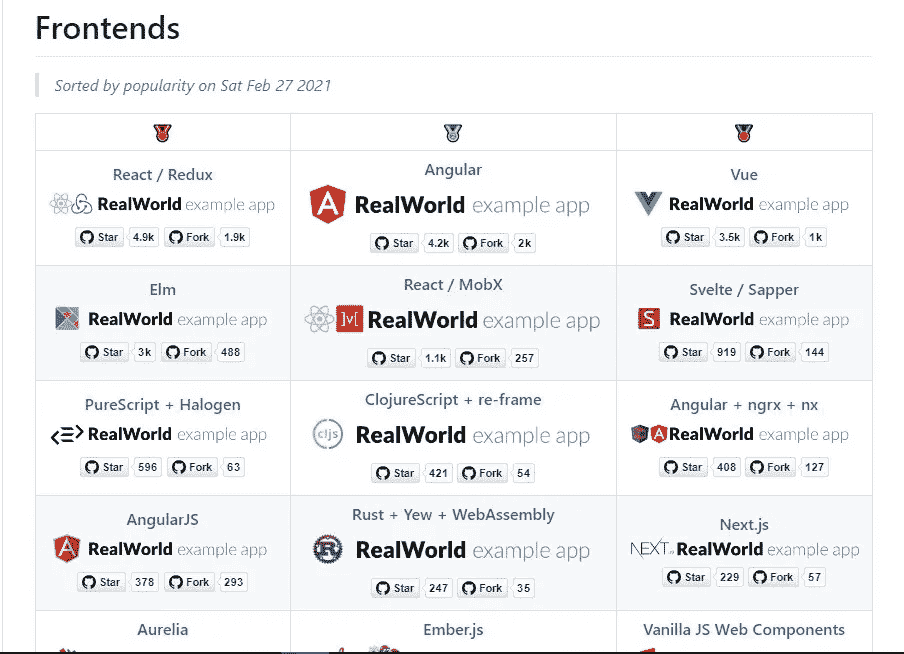 Frontends
Sorted by popularity on Sat Feb 27 2021
React / Redux
RealWorld example app
Star 4.9k Fork 1.9k
Angular
A RealWorld example app
Star 4.2k Fork 2k
Vue
RealWorld example app
Star 3.5k Fork 1k
Elm
RealWorld example app
Star 3k Fork 488
React / MobX
]M[ RealWorld example app
Star 1.1k Fork 257
Svelte / Sapper
S RealWorld example app
Star 919 Fork 144
PureScript + Halogen
RealWorld example app
Star 596 Fork 63
ClojureScript + re-frame
cljs RealWorld example app
Star 421 Fork 54
Angular + ngrx + nx
A RealWorld example app
Star 408 Fork 127
AngularJS
A RealWorld example app
Star 378 Fork 293
Rust + Yew + WebAssembly
R RealWorld example app
Star 247 Fork 35
Next.js
NEXT.js RealWorld example app
Star 229 Fork 57
Aurelia
Ember.js
Vanilla JS Web Components